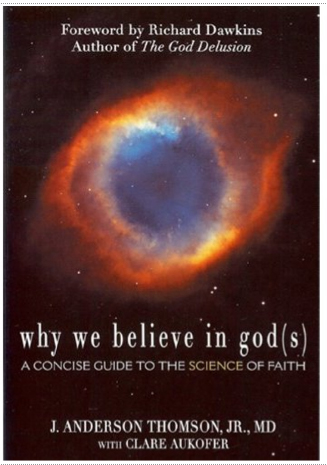 Foreword by Richard Dawkins
Author of The God Delusion
why we believe in god(s)
A CONCISE GUIDE TO THE SCIENCE OF FAITH
J. ANDERSON THOMSON, JR., MD
WITH CLARE AUKOFER